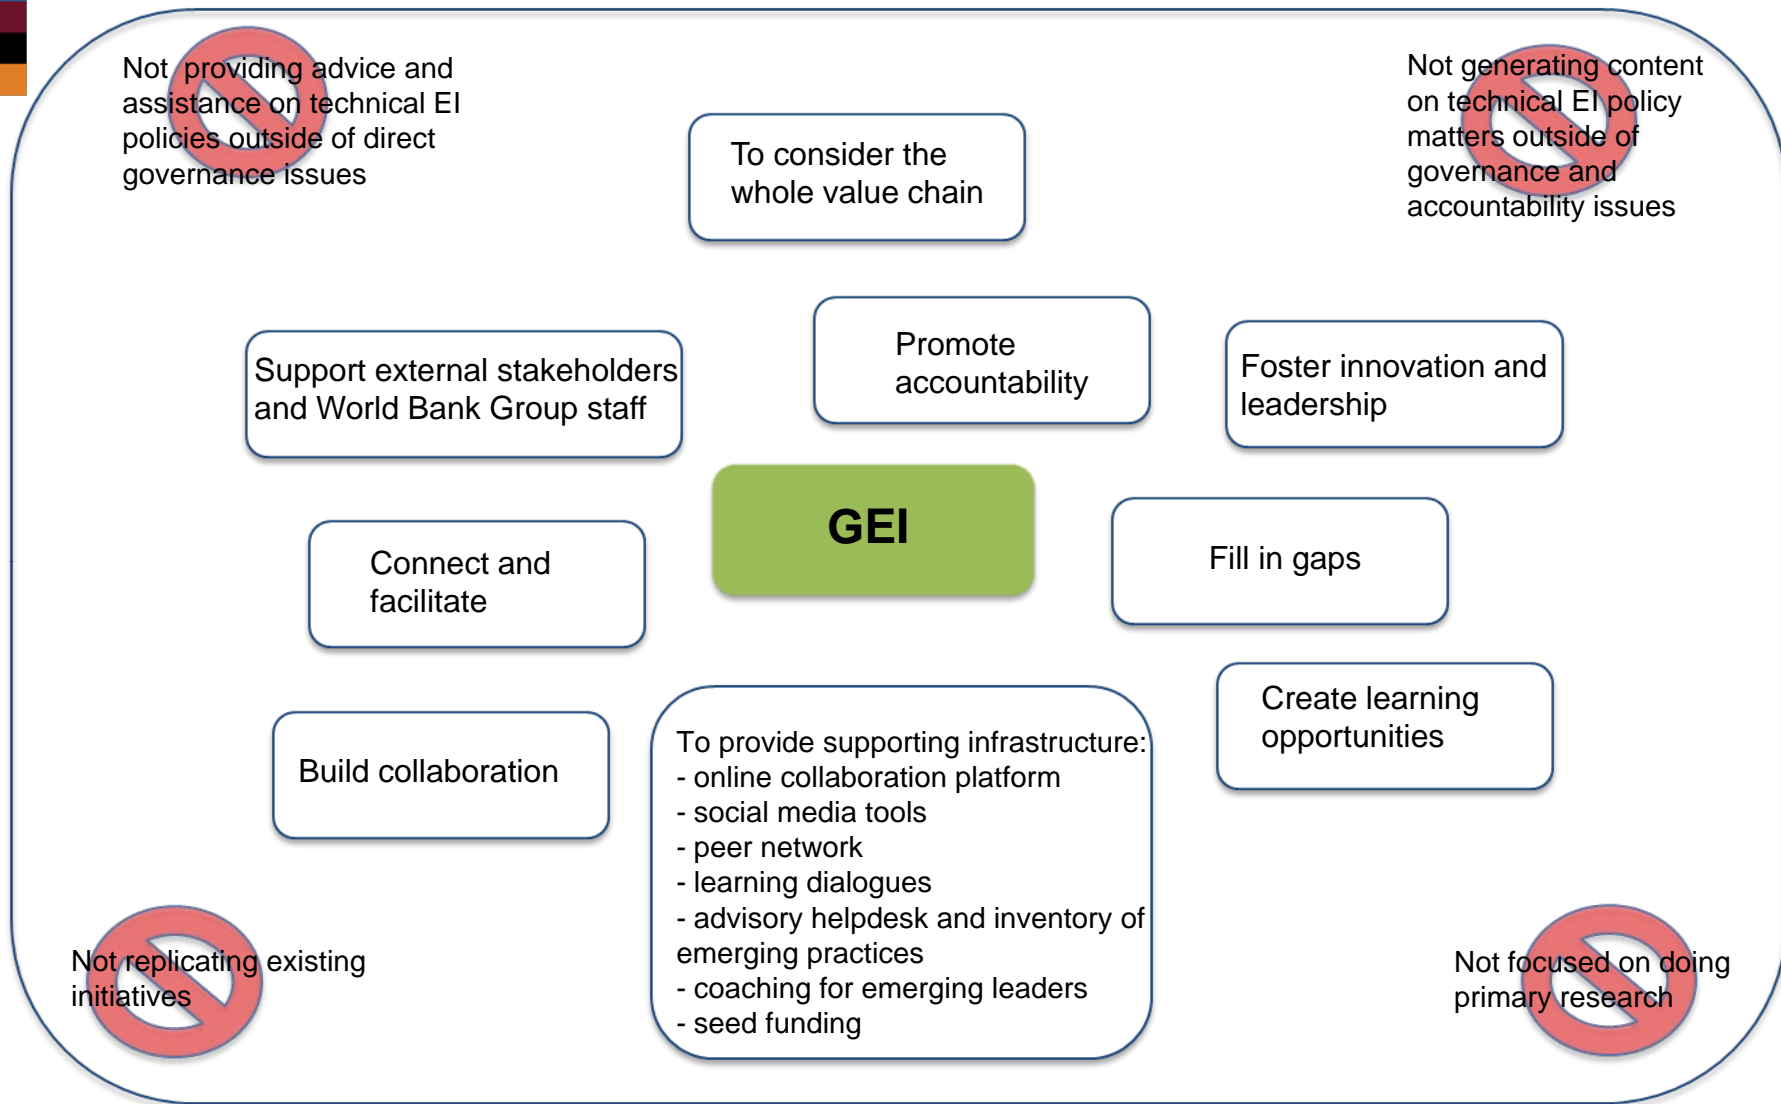 Not providing advice and
assistance on technical EI
policies outside of direct
governance issues
Not generating content
on technical EI policy
matters outside of
governance and
accountability issues
To consider the
whole value chain
Support external stakeholders
and World Bank Group staff
Promote
accountability
Foster innovation and
leadership
GEI
Connect and
facilitate
Fill in gaps
Build collaboration
To provide supporting infrastructure:
- online collaboration platform
- social media tools
- peer network
- learning dialogues
- advisory helpdesk and inventory of
emerging practices
- coaching for emerging leaders
- seed funding
Create learning
opportunities
Not replicating existing
initiatives
Not focused on doing
primary research